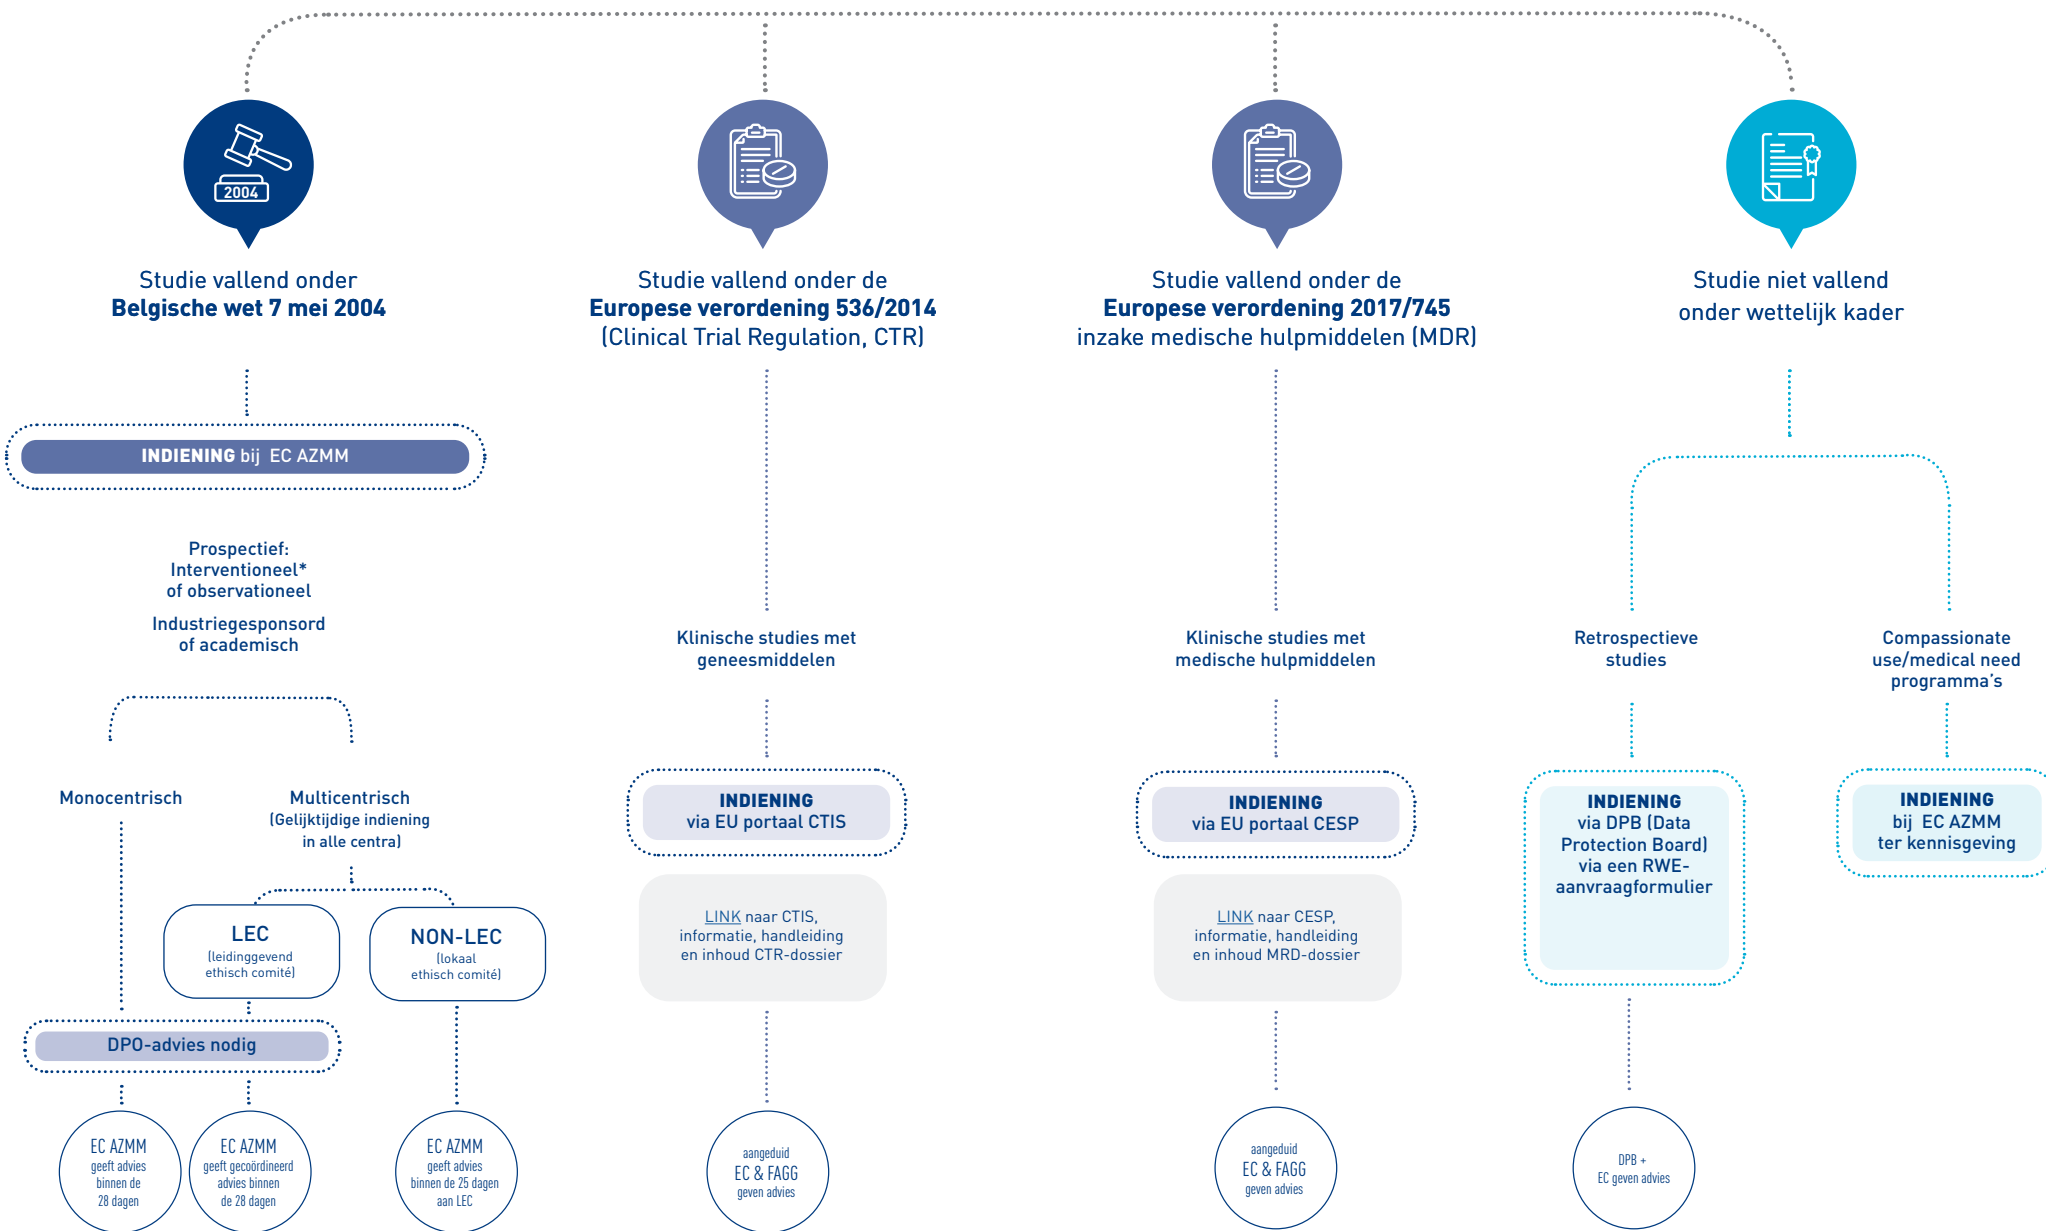 2004
Studie vallend onder
Belgische wet 7 mei 2004
INDIENING bij EC AZMM
Prospectief:
Interventioneel*
of observationeel
Industriegesponsord
of academisch
Monocentrisch
Multicentrisch
(Gelijktijdige indiening
in alle centra)
LEC
(leidinggevend
ethisch comité)
NON-LEC
(lokaal
ethisch comité)
DPO-advies nodig
EC AZMM
geeft advies
binnen de
28 dagen
EC AZMM
geeft gecoördineerd
advies binnen
de 28 dagen
EC AZMM
geeft advies
binnen de 25 dagen
aan LEC
Studie vallend onder de
Europese verordening 536/2014
(Clinical Trial Regulation, CTR)
Klinische studies met
geneesmiddelen
INDIENING
via EU portaal CTIS
LINK naar CTIS,
informatie, handleiding
en inhoud CTR-dossier
aangeduid
EC & FAGG
geven advies
Studie vallend onder de
Europese verordening 2017/745
inzake medische hulpmiddelen (MDR)
Klinische studies met
medische hulpmiddelen
INDIENING
via EU portaal CESP
LINK naar CESP,
informatie, handleiding
en inhoud MRD-dossier
aangeduid
EC & FAGG
geven advies
Studie niet vallend
onder wettelijk kader
Retrospectieve
studies
INDIENING
via DPB (Data
Protection Board)
via een RWE-
aanvraagformulier
DPB +
EC geven advies
Compassionate
use/medical need
programma's
INDIENING
bij EC AZMM
ter kennisgeving